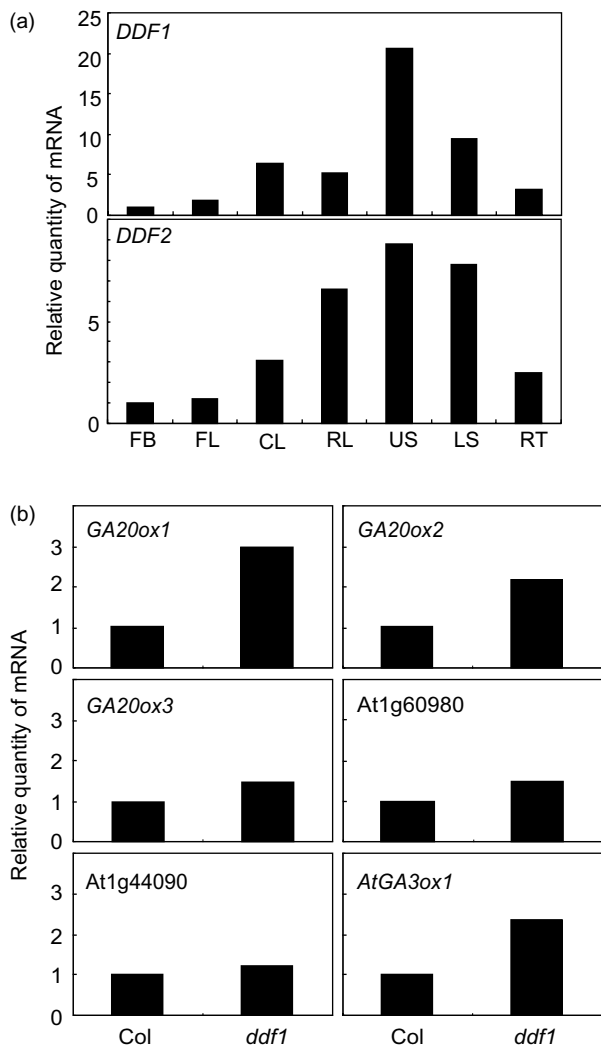 (a)
DDF1
25
20
15
10
5
0
DDF2
5
0
Relative quantity of mRNA
FB FL CL RL US LS RT
(b)
GA20ox1 GA20ox2
3
2
1
0
GA20ox3 At1g60980
3
2
1
0
At1g44090 AtGA3ox1
3
2
1
0
Relative quantity of mRNA
Col ddf1 Col ddf1